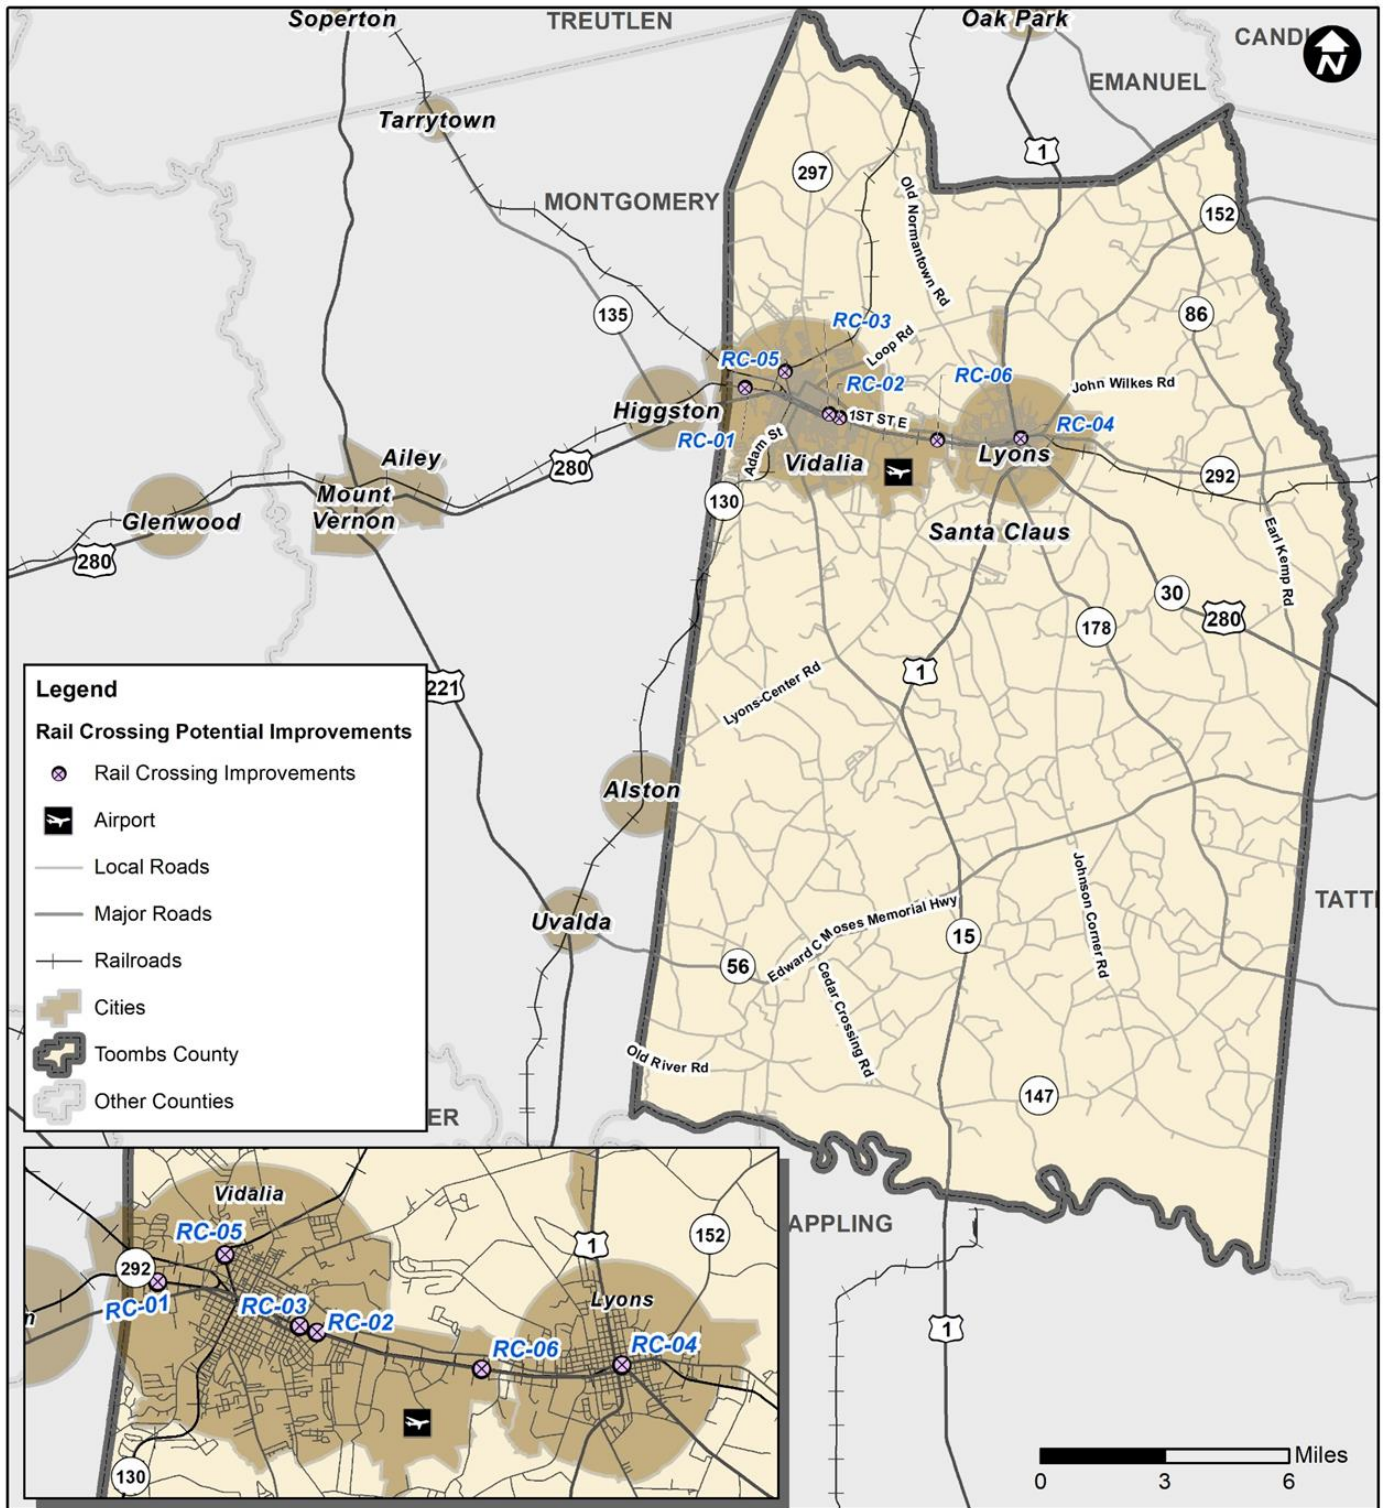 Soperton
TREUTLEN
Oak Park
CANDL
N
EMANUEL
Tarrytown
1
297
Old Normantown Rd
MONTGOMERY
152
135
86
RC-03
Loop Rd
RC-05
RC-02
RC-06
John Wilkes Rd
Higgston
1ST ST E
RC-04
RC-01
Adam St
Vidalia
Lyons
Ailey
280
292
Mount
Vernon
130
Glenwood
Santa Claus
Earl Kemp Rd
280
30
280
178
1
Lyons-Center Rd
221
Legend
Rail Crossing Potential Improvements
Rail Crossing Improvements
Airport
Local Roads
Major Roads
Railroads
Cities
Toombs County
Other Counties
Alston
Johnson Corner Rd
TATT
Uvalda
Edward C Moses Memorial Hwy
15
56
Cedar Crossing Rd
Old River Rd
147
ER
APPLING
1
Vidalia
RC-05
1
152
292
RC-01
RC-03
RC-02
Lyons
n
RC-06
RC-04
130
Miles
0 3 6